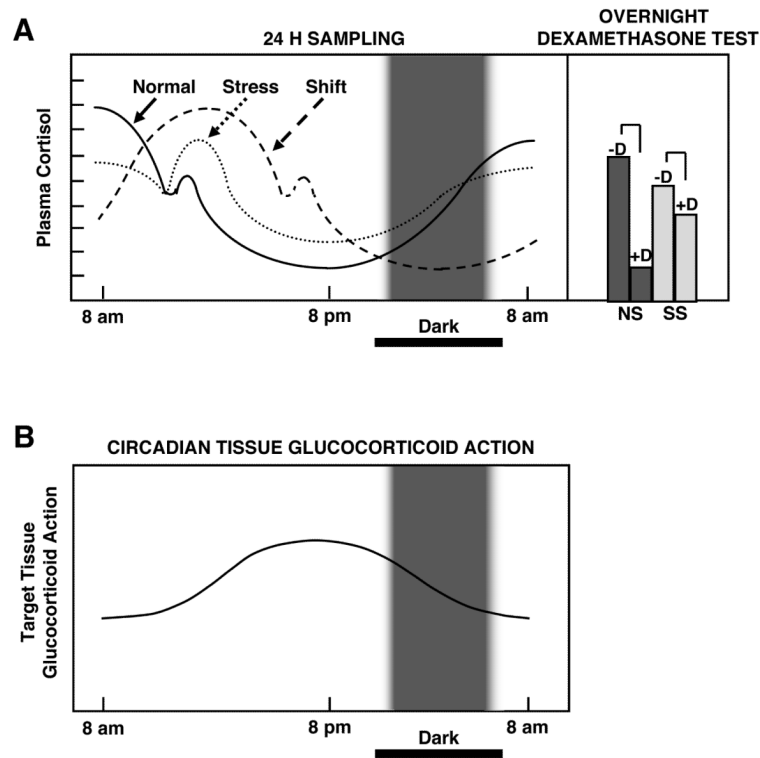 A
24 H SAMPLING
OVERNIGHT
DEXAMETHASONE TEST
Normal
Stress
Shift
Plasma Cortisol
-D
+D
-D
+D
NS
SS
8 am
8 pm
8 am
Dark
B
CIRCADIAN TISSUE GLUCOCORTICOID ACTION
Target Tissue
Glucocorticoid Action
8 am
8 pm
8 am
Dark